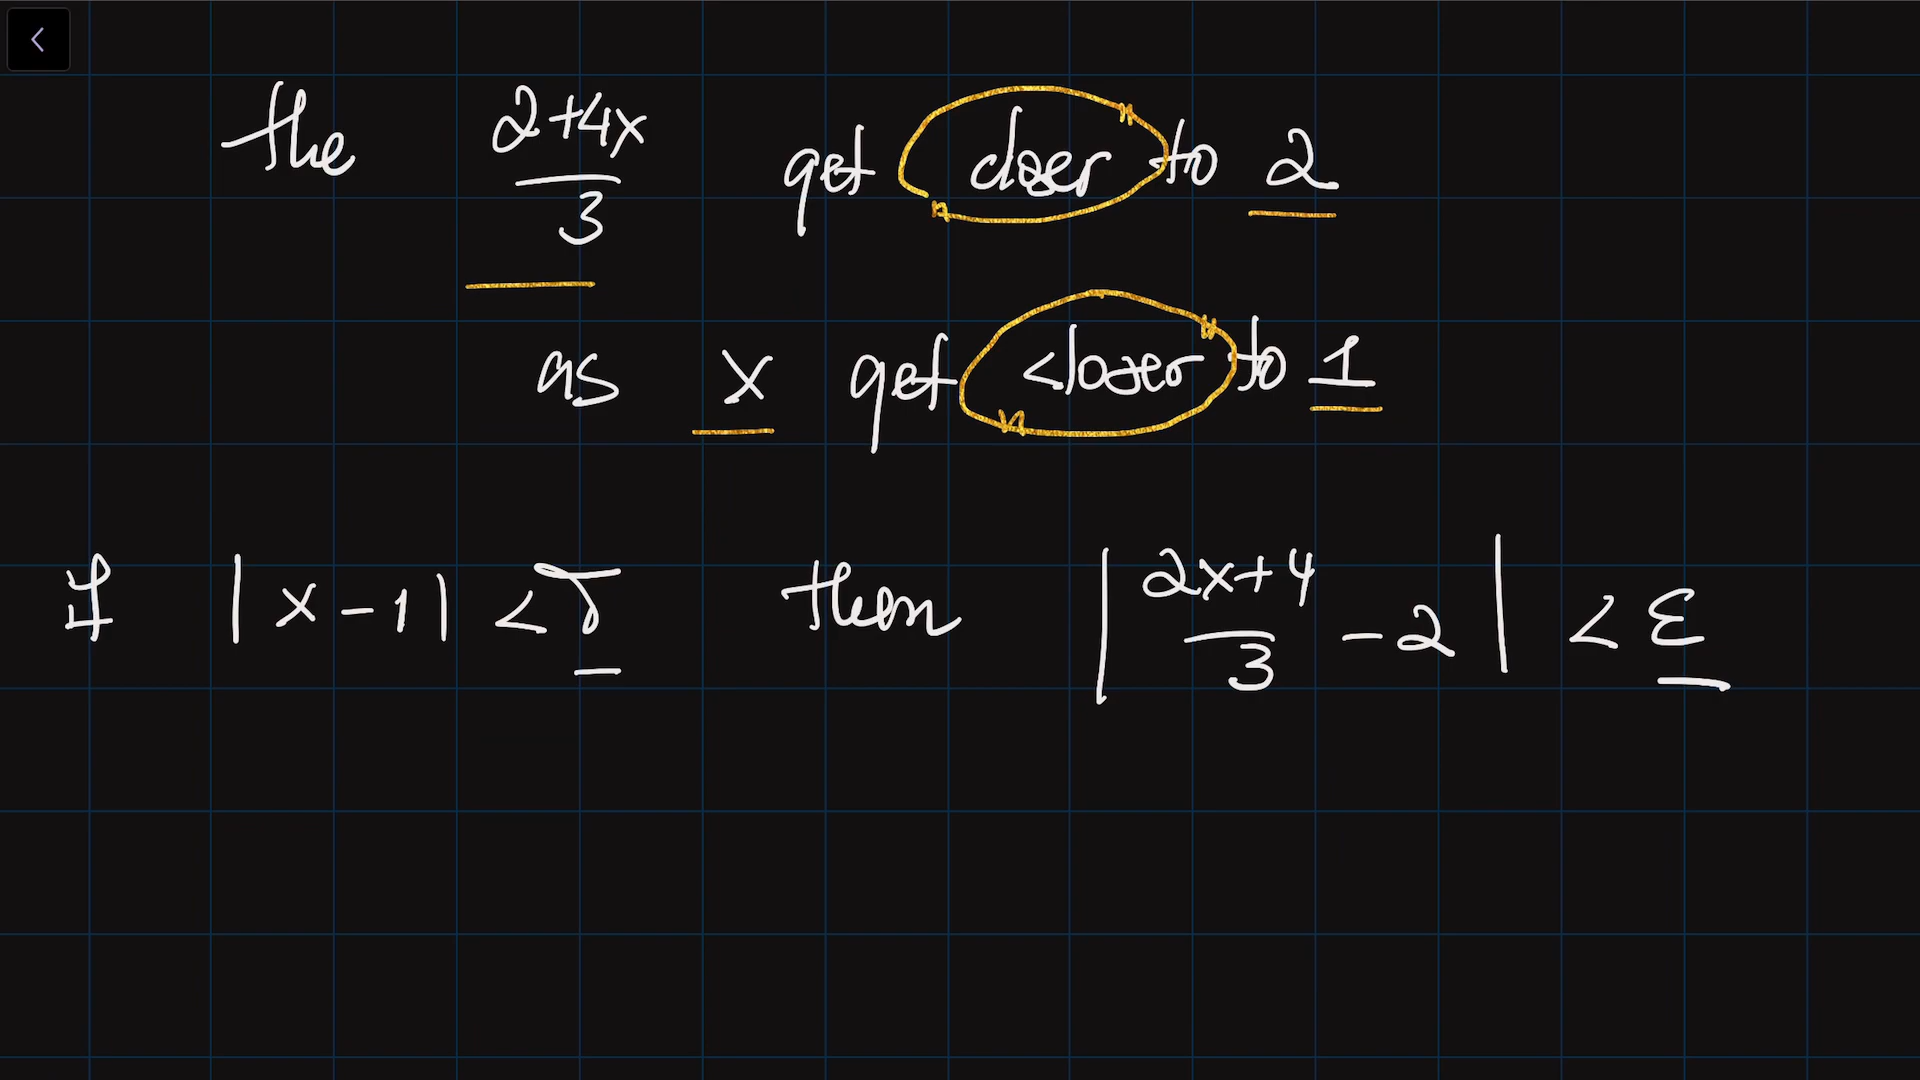 the (2+4x)/3 get closer to 2
as x get closer to 1
If |x-1| < δ then |(2x+4)/3 - 2| < ε